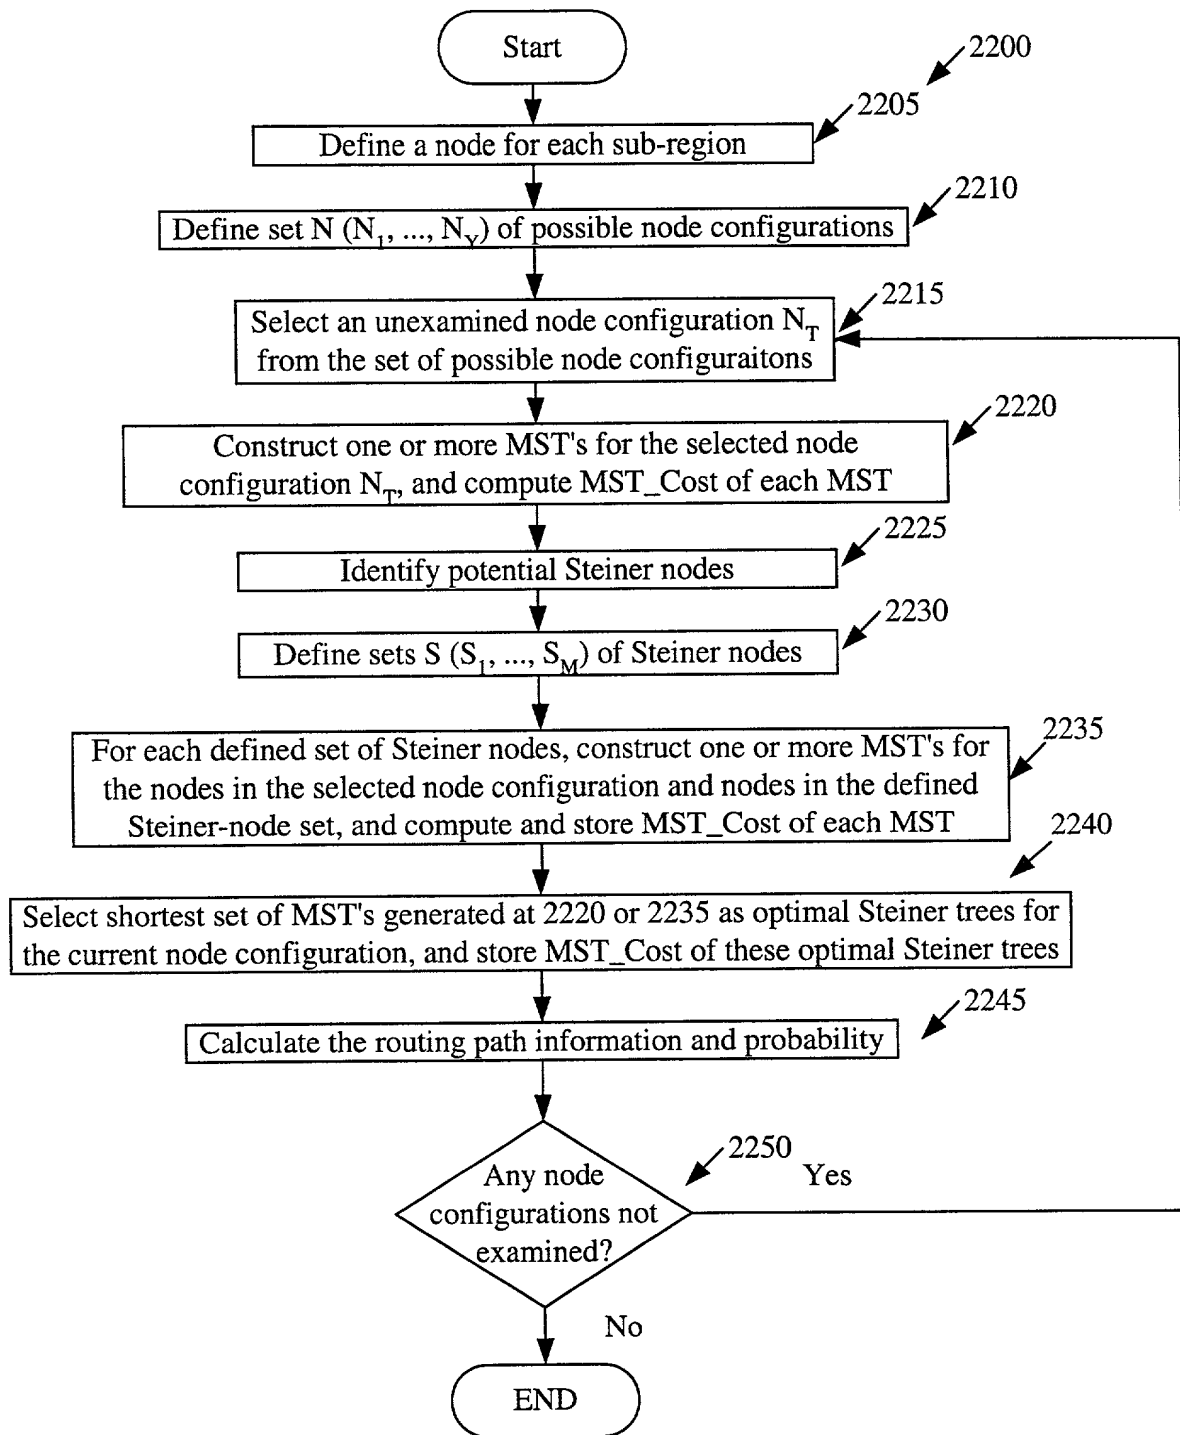 Start
2200
2205
Define a node for each sub-region
2210
Define set N (N1, ..., NY) of possible node configurations
2215
Select an unexamined node configuration NT
from the set of possible node configuraitons
2220
Construct one or more MST's for the selected node
configuration NT, and compute MST_Cost of each MST
2225
Identify potential Steiner nodes
2230
Define sets S (S1, ..., SM) of Steiner nodes
2235
For each defined set of Steiner nodes, construct one or more MST's for
the nodes in the selected node configuration and nodes in the defined
Steiner-node set, and compute and store MST_Cost of each MST
2240
Select shortest set of MST's generated at 2220 or 2235 as optimal Steiner trees for
the current node configuration, and store MST_Cost of these optimal Steiner trees
2245
Calculate the routing path information and probability
2250
Any node
configurations not
examined?
Yes
No
END